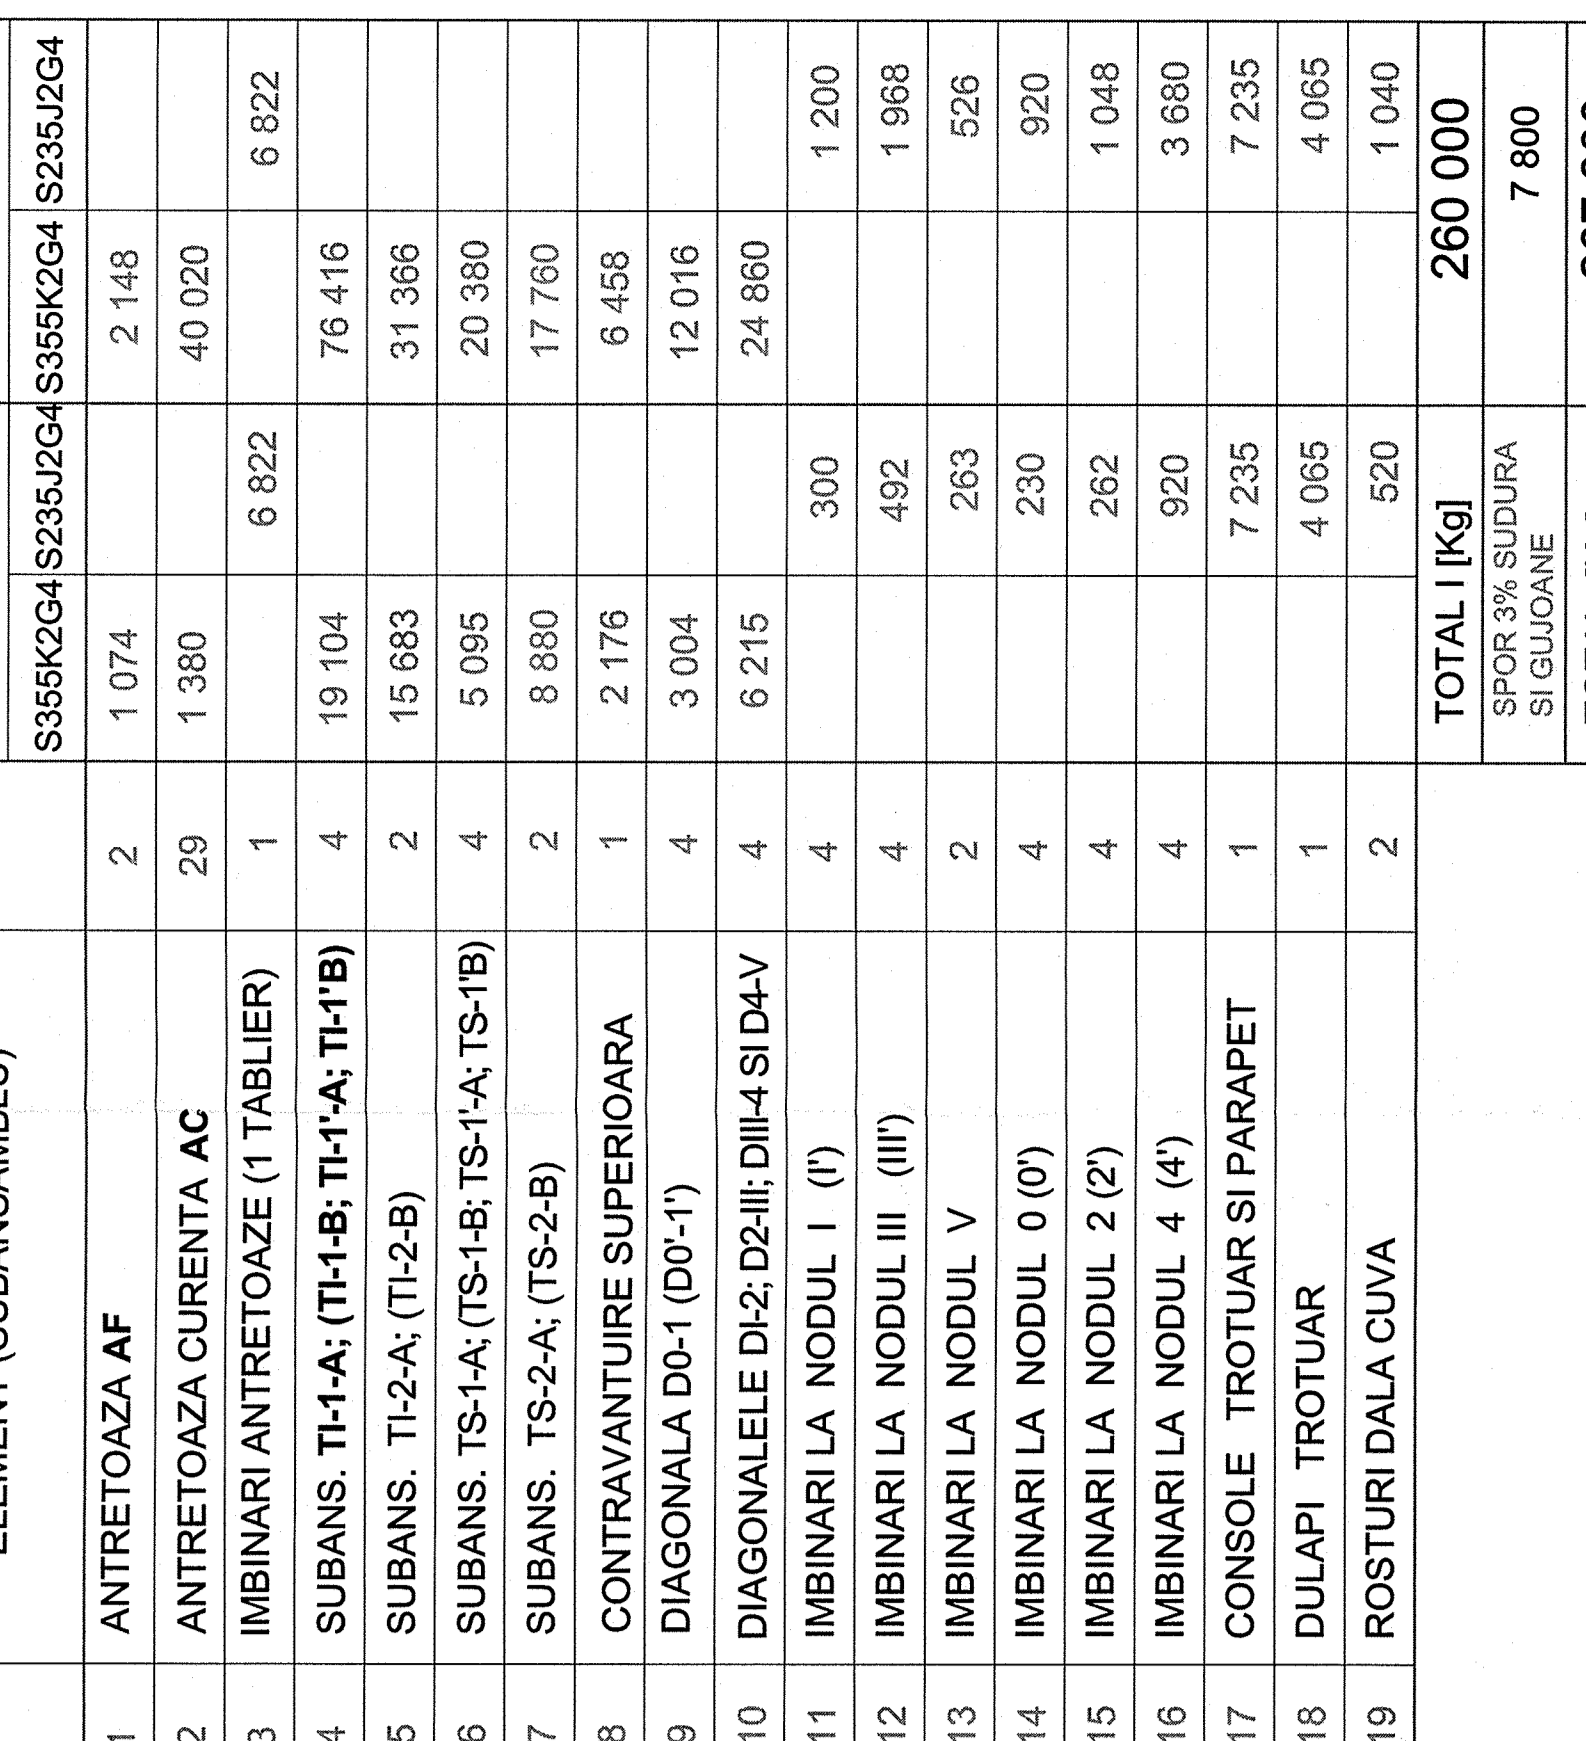 S355K2G4 S235J2G4 S355K2G4 S235J2G4
1 ANTRETOAZA AF 2 1 074 2 148
2 ANTRETOAZA CURENTA AC 29 1 380 40 020
3 IMBINARI ANTRETOAZE (1 TABLIER) 1 6 822 6 822
4 SUBANS. TI-1-A; (TI-1-B; TI-1'-A; TI-1'B) 4 19 104 76 416
5 SUBANS. TI-2-A; (TI-2-B) 2 15 683 31 366
6 SUBANS. TS-1-A; (TS-1-B; TS-1'-A; TS-1'B) 4 5 095 20 380
7 SUBANS. TS-2-A; (TS-2-B) 2 8 880 17 760
8 CONTRAVANTUIRE SUPERIOARA 1 2 176 6 458
9 DIAGONALA D0-1 (D0'-1') 4 3 004 12 016
10 DIAGONALELE DI-2; D2-III; DIII-4 SI D4-V 4 6 215 24 860
11 IMBINARI LA NODUL I (I') 4 300 1 200
12 IMBINARI LA NODUL III (III') 4 492 1 968
13 IMBINARI LA NODUL V 2 263 526
14 IMBINARI LA NODUL 0 (0') 4 230 920
15 IMBINARI LA NODUL 2 (2') 4 262 1 048
16 IMBINARI LA NODUL 4 (4') 4 920 3 680
17 CONSOLE TROTUAR SI PARAPET 1 7 235 7 235
18 DULAPI TROTUAR 1 4 065 4 065
19 ROSTURI DALA CUVA 2 520 1 040
TOTAL I [Kg] 260 000
SPOR 3% SUDURA
SI GUJOANE 7 800